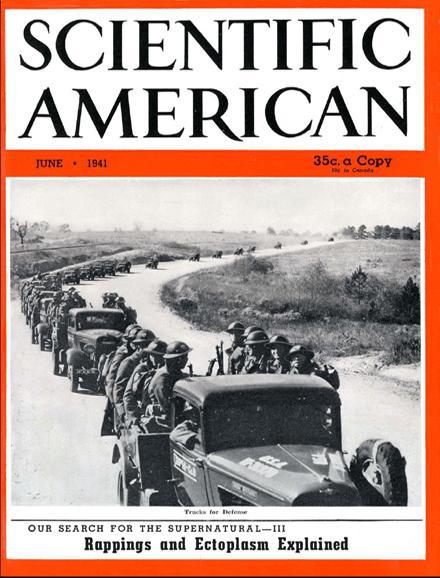 SCIENTIFIC
AMERICAN
JUNE • 1941
35c. a Copy
Trucks for Defense
OUR SEARCH FOR THE SUPERNATURAL—III
Rappings and Ectoplasm Explained